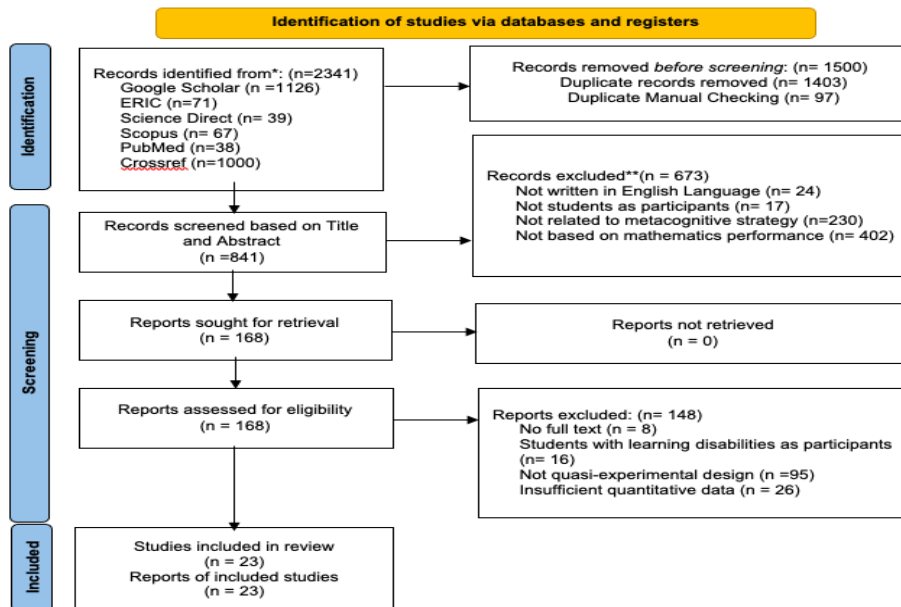 Identification of studies via databases and registers
Identification
Records identified from*: (n=2341)
Google Scholar (n =1126)
ERIC (n=71)
Science Direct (n= 39)
Scopus (n= 67)
PubMed (n=38)
Crossref (n=1000)
Records removed before screening: (n= 1500)
Duplicate records removed (n= 1403)
Duplicate Manual Checking (n= 97)
Screening
Records screened based on Title
and Abstract
(n =841)
Records excluded**(n = 673)
Not written in English Language (n= 24)
Not students as participants (n= 17)
Not related to metacognitive strategy (n=230)
Not based on mathematics performance (n= 402)
Reports sought for retrieval
(n = 168)
Reports not retrieved
(n = 0)
Reports assessed for eligibility
(n = 168)
Reports excluded: (n= 148)
No full text (n = 8)
Students with learning disabilities as participants
(n= 16)
Not quasi-experimental design (n =95)
Insufficient quantitative data (n = 26)
Included
Studies included in review
(n = 23)
Reports of included studies
(n = 23)